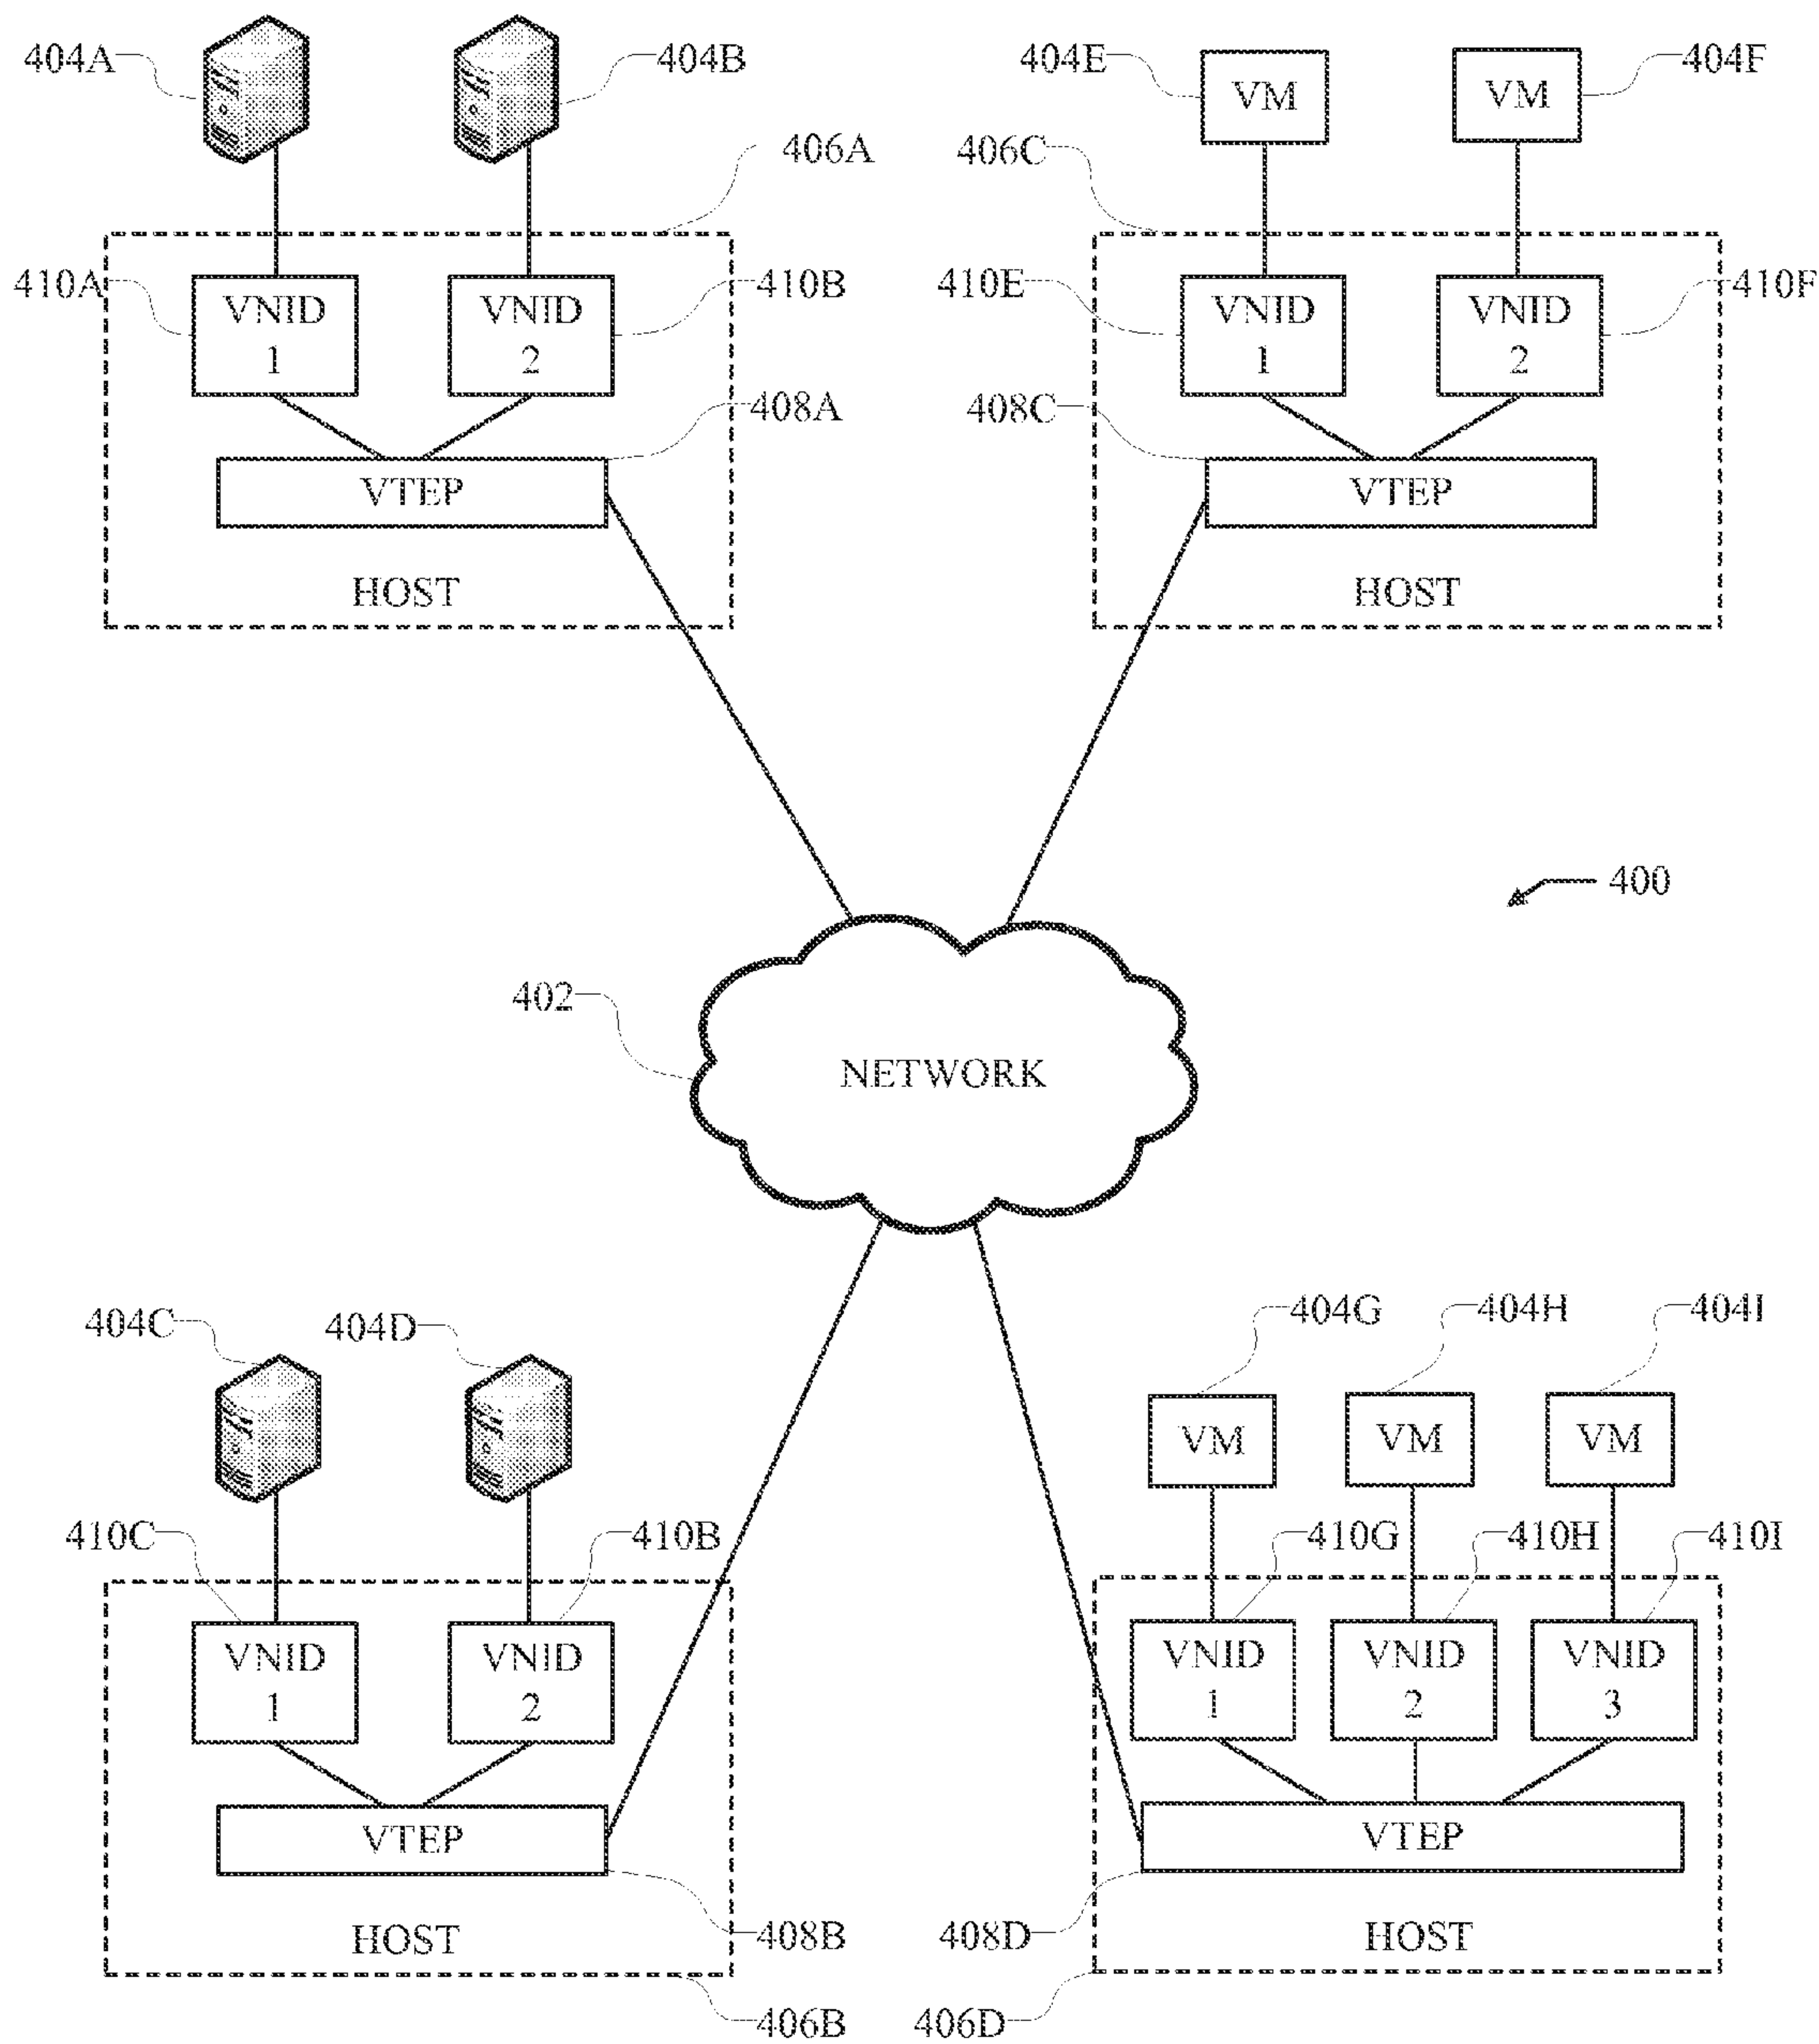 404A
404B
404E
VM
VM
404F
406A
406C
410A
VNID
1
VNID
2
410B
410E
VNID
1
VNID
2
410F
408A
408C
VTEP
VTEP
HOST
HOST
400
402
NETWORK
404C
404D
404G
404H
404I
VM
VM
VM
410C
410B
410G
410H
410I
VNID
1
VNID
2
VNID
1
VNID
2
VNID
3
VTEP
VTEP
HOST
408B
408D
HOST
406B
406D